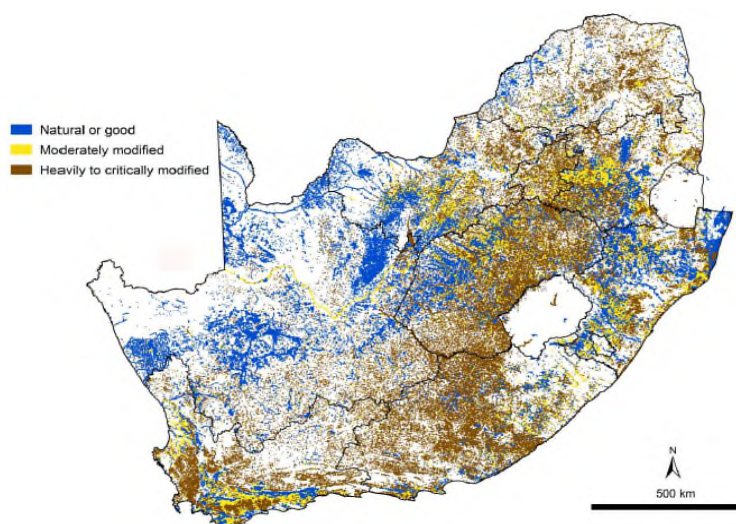 Natural or good
Moderately modified
Heavily to critically modified
N
500 km